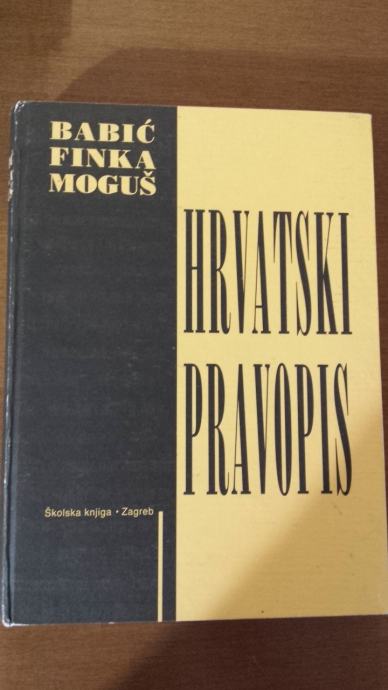 BABIĆ
FINKA
MOGUŠ
HRVATSKI
PRAVOPIS
Školska knjiga • Zagreb